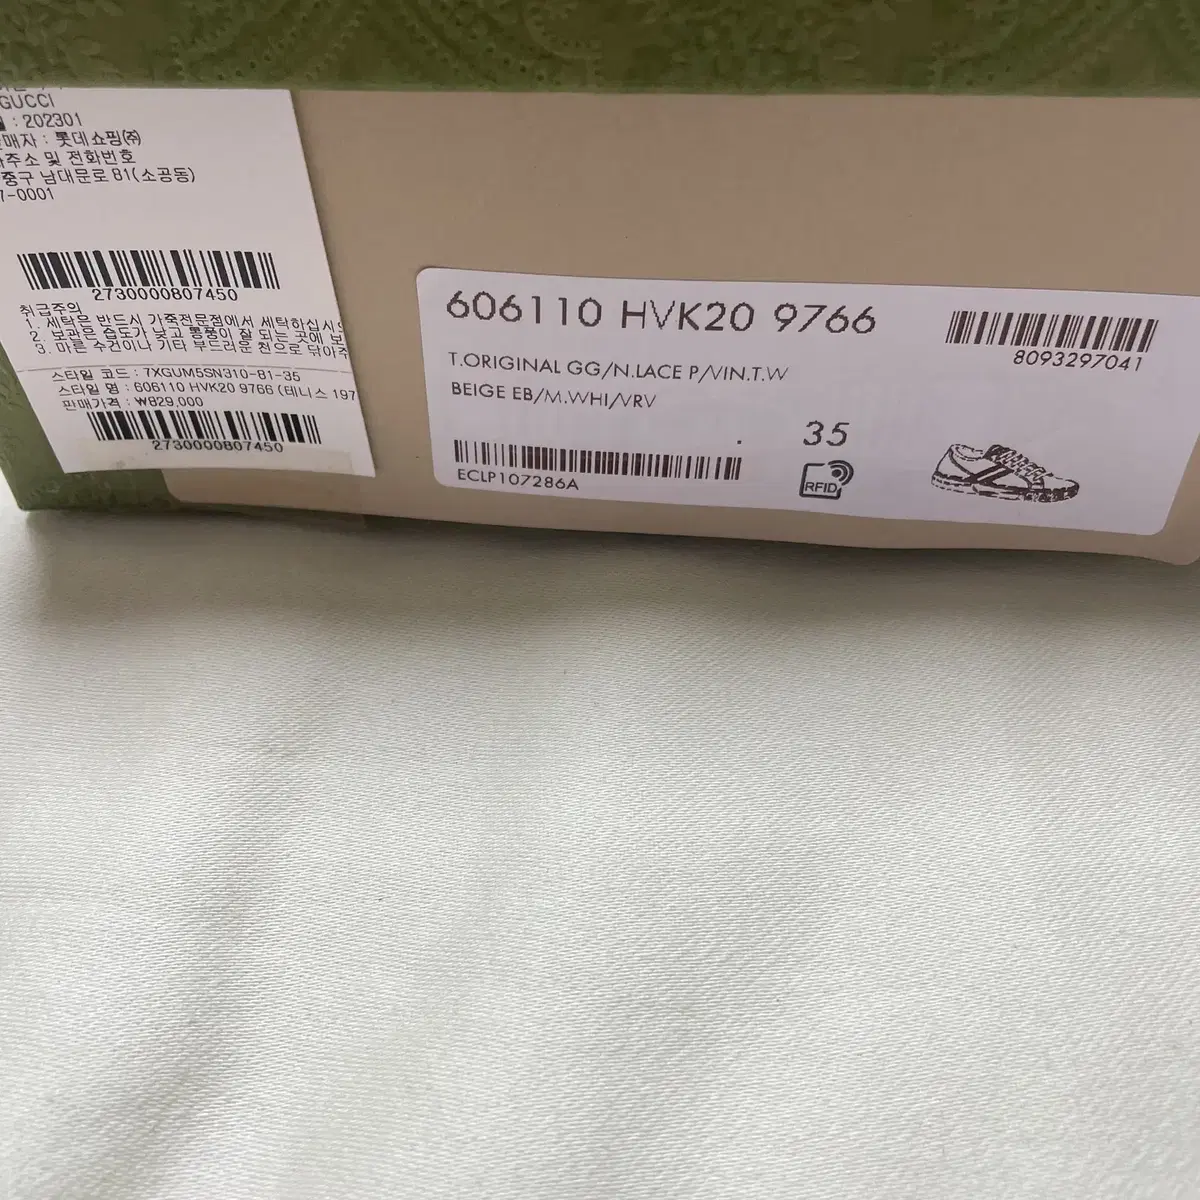 GUCCI
: 202301
매자 : 롯데쇼핑(주)
주소 및 전화번호
중구 남대문로 81(소공동)
7-0001
2730000807450
취급주의
1. 세탁은 반드시 가죽전문점에서 세탁하십시오
2. 보관은 습도가 낮고 통풍이 잘 되는 곳에 보
3. 마른 수건이나 기타 부드러운 천으로 닦아주
스타일 코드 : 7XGUM5SN310-81-35
스타일 명 : 606110 HVK20 9766 (테니스 197
판매가격 : ₩829,000
2730000807450
606110 HVK20 9766
8093297041
T.ORIGINAL GG/N.LACE P/VIN.T.W
BEIGE EB/M.WHI/VRV
35
ECLP107286A
RFID